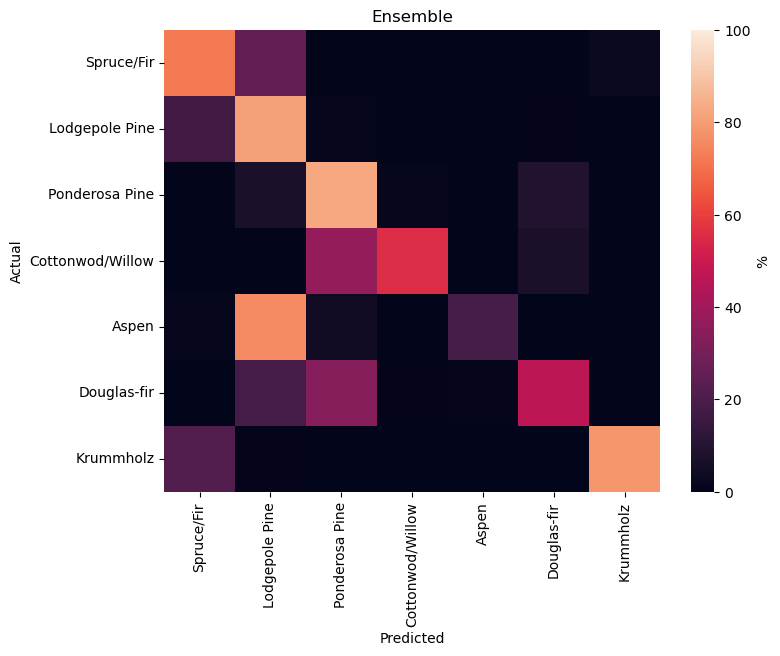 Ensemble
Actual
Spruce/Fir
Lodgepole Pine
Ponderosa Pine
Cottonwod/Willow
Aspen
Douglas-fir
Krummholz
Spruce/Fir
Lodgepole Pine
Ponderosa Pine
Cottonwod/Willow
Aspen
Douglas-fir
Krummholz
Predicted
100
80
60
40
20
0
%